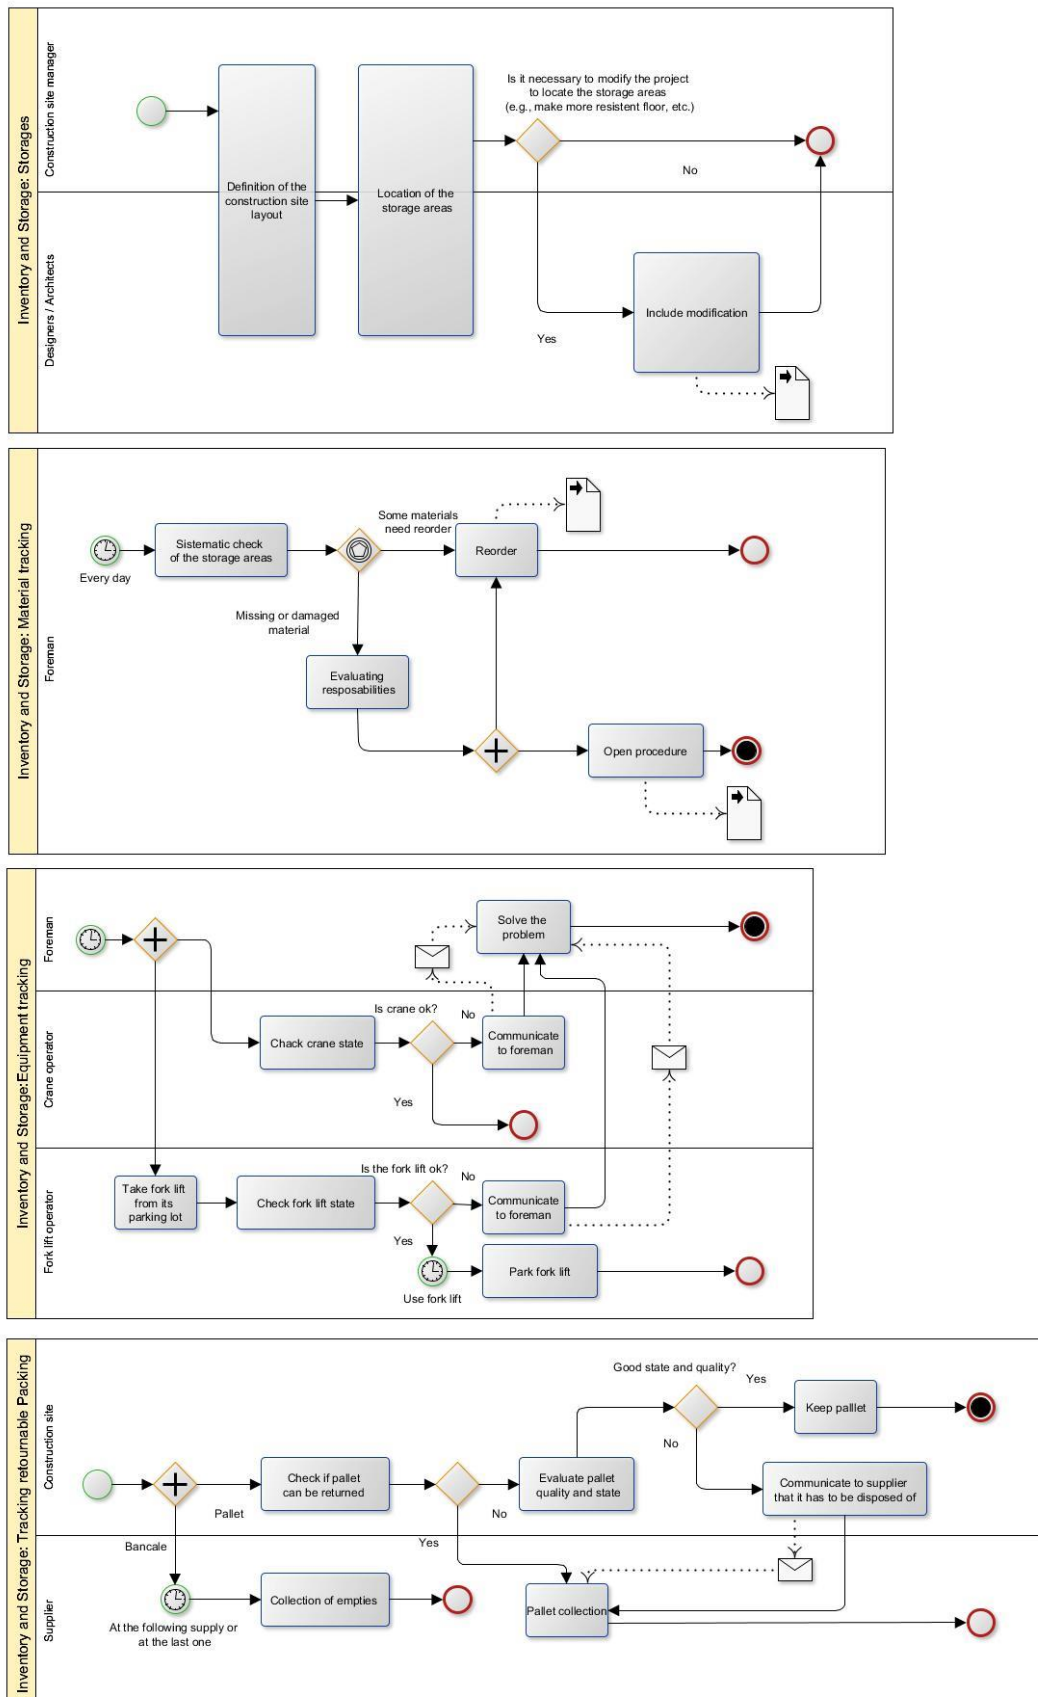 Inventory and Storage: Storages
Construction site manager
Designers / Architects
Is it necessary to modify the project
to locate the storage areas
(e.g., make more resistent floor, etc.)
No
Definition of the
construction site
layout
Location of the
storage areas
Include modification
Yes
Inventory and Storage: Material tracking
Foreman
Every day
Sistematic check
of the storage areas
Some materials
need reorder
Reorder
Missing or damaged
material
Evaluating
resposabilities
Open procedure
Inventory and Storage:Equipment tracking
Foreman
Crane operator
Fork lift operator
Solve the
problem
Is crane ok?
No
Chack crane state
Communicate
to foreman
Yes
Is the fork lift ok?
No
Take fork lift
from its
parking lot
Check fork lift state
Communicate
to foreman
Yes
Park fork lift
Use fork lift
Inventory and Storage: Tracking retournable Packing
Construction site
Supplier
Good state and quality?
Yes
Keep palllet
No
Check if pallet
can be returned
Evaluate pallet
quality and state
Communicate to supplier
that it has to be disposed of
Pallet
No
Bancale
Yes
Collection of empties
Pallet collection
At the following supply or
at the last one